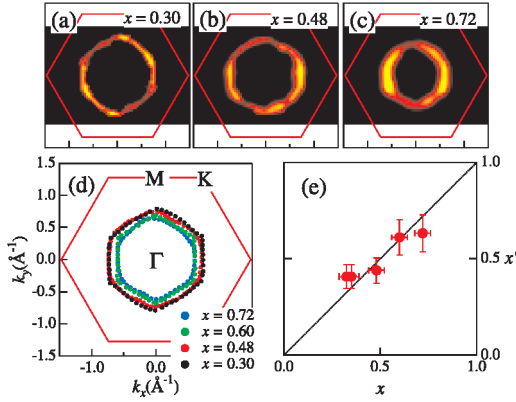 (a) x = 0.30
(b) x = 0.48
(c) x = 0.72
(d) M K
Γ
1.5
1.0
0.5
0.0
-0.5
-1.0
-1.5
ky(Å-1)
-1.0
0.0
kx(Å-1)
x = 0.72
x = 0.60
x = 0.48
x = 0.30
(e)
1.0
0.5
0.0
x'
0.0
0.5
1.0
x